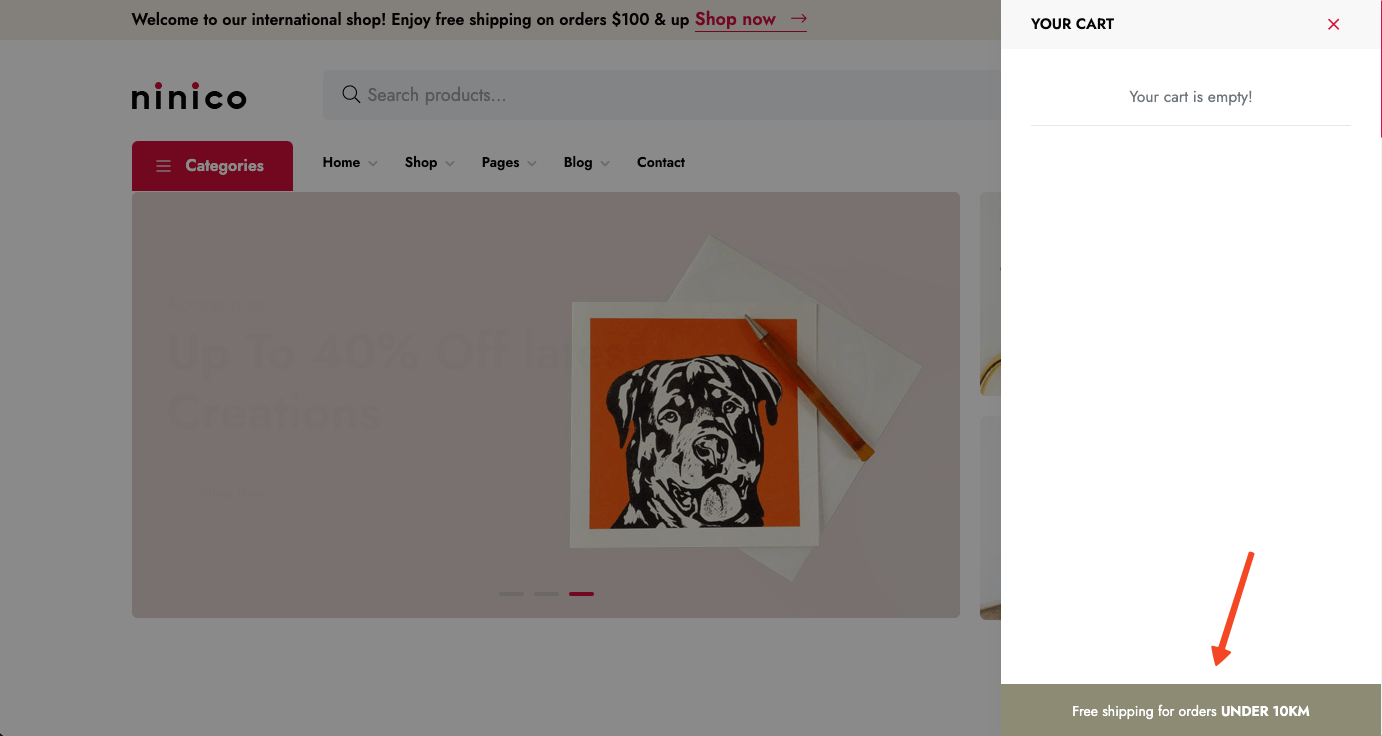 Welcome to our international shop! Enjoy free shipping on orders $100 & up Shop now
YOUR CART
ninico
Search products...
Your cart is empty!
Categories
Home
Shop
Pages
Blog
Contact
Up To 40% Off latest
Creations
Free shipping for orders UNDER 10KM